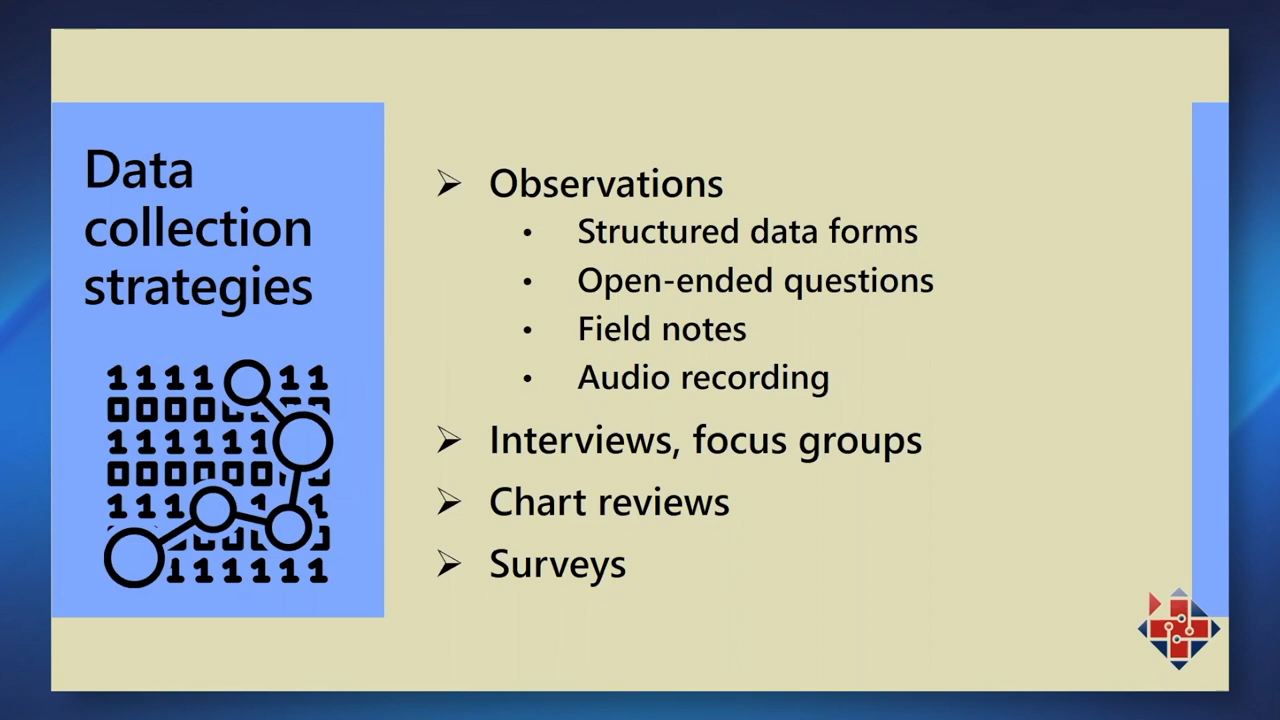 Data
collection
strategies
➢ Observations
• Structured data forms
• Open-ended questions
• Field notes
• Audio recording
➢ Interviews, focus groups
➢ Chart reviews
➢ Surveys